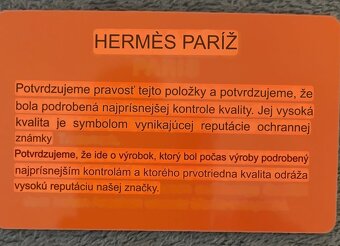 HERMÈS PARÍŽ
Potvrdzujeme pravosť tejto položky a potvrdzujeme, že
bola podrobená najprísnejšej kontrole kvality. Jej vysoká
kvalita je symbolom vynikajúcej reputácie ochrannej
známky
Potvrdzujeme, že ide o výrobok, ktorý bol počas výroby podrobený
najprísnejším kontrolám a ktorého prvotriedna kvalita odráža
vysokú reputáciu našej značky.